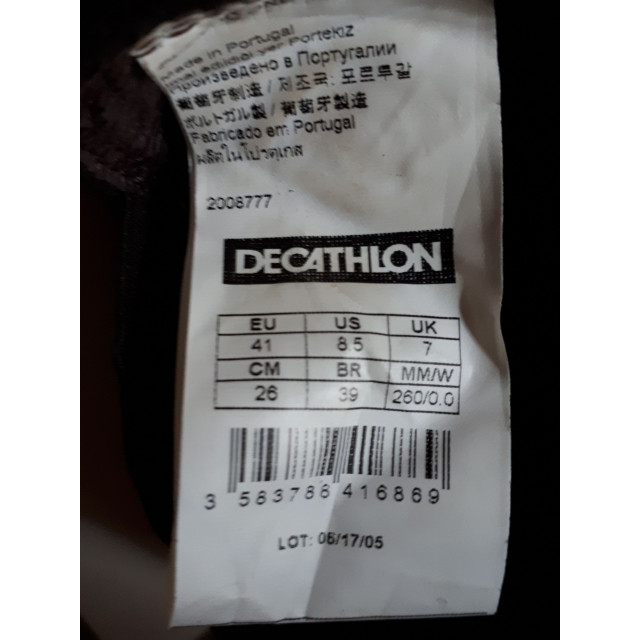 Made in Portugal
Произведено в Португалии
葡萄牙制造 / 제조국: 포르투갈
ポルトガル製 / 葡萄牙製造
Fabricado em Portugal
ผลิตในโปรตุเกส
2008777
DECATHLON
EU US UK
41 8.5 7
CM BR MM/W
26 39 260/0.0
3 583788 416869
LOT: 06/17/05